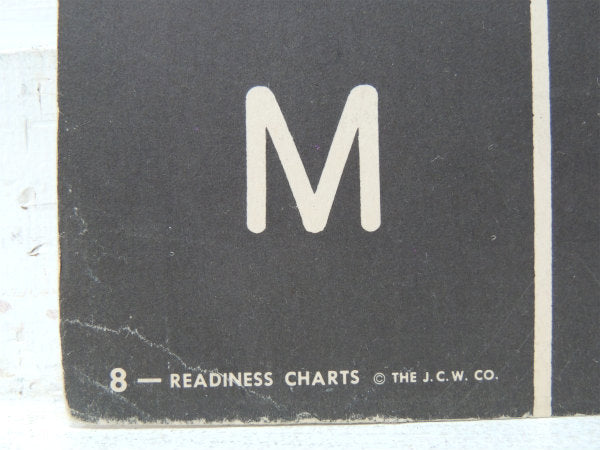 M
8 — READINESS CHARTS © THE J.C.W. CO.